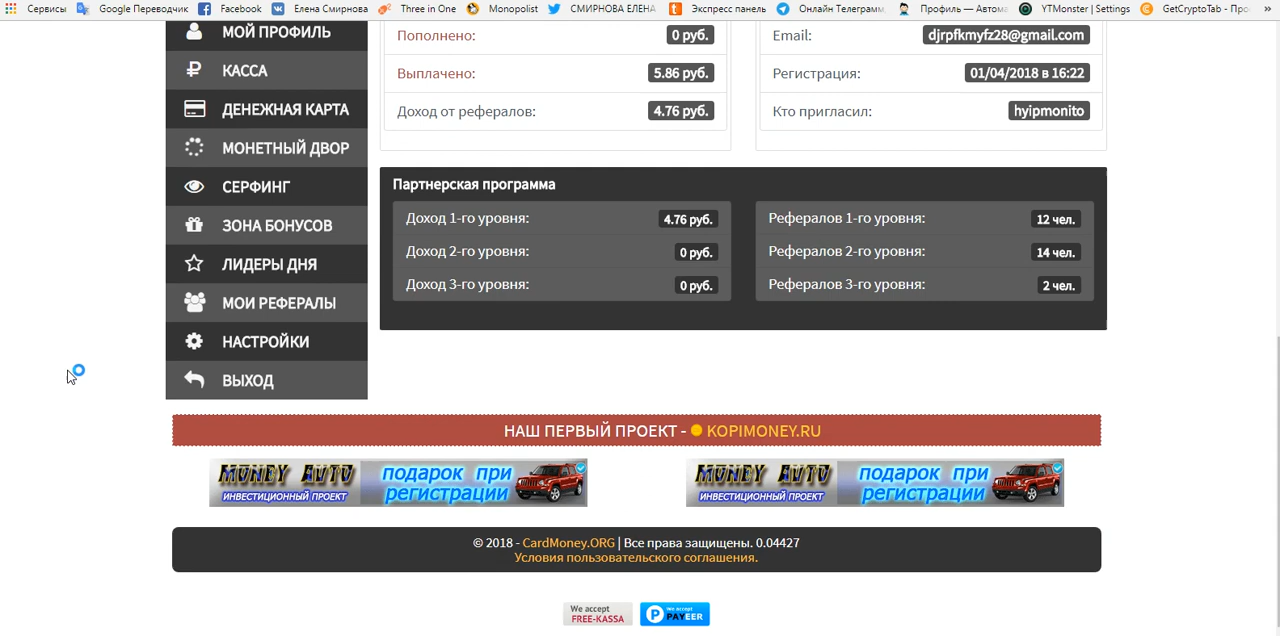 Сервисы Google Переводчик Facebook Елена Смирнова Three in One Monopolist СМИРНОВА ЕЛЕНА Экспресс панель Онлайн Телеграмм, Профиль — Автома YTMonster | Settings GetCryptoTab - Про »
МОЙ ПРОФИЛЬ
КАССА
ДЕНЕЖНАЯ КАРТА
МОНЕТНЫЙ ДВОР
СЕРФИНГ
ЗОНА БОНУСОВ
ЛИДЕРЫ ДНЯ
МОИ РЕФЕРАЛЫ
НАСТРОЙКИ
ВЫХОД
Пополнено: 0 руб.
Выплачено: 5.86 руб.
Доход от рефералов: 4.76 руб.
Email: djrpfkmyfz28@gmail.com
Регистрация: 01/04/2018 в 16:22
Кто пригласил: hyipmonito
Партнерская программа
Доход 1-го уровня: 4.76 руб.
Доход 2-го уровня: 0 руб.
Доход 3-го уровня: 0 руб.
Рефералов 1-го уровня: 12 чел.
Рефералов 2-го уровня: 14 чел.
Рефералов 3-го уровня: 2 чел.
НАШ ПЕРВЫЙ ПРОЕКТ - KOPIMONEY.RU
MONEY AUTO
ИНВЕСТИЦИОННЫЙ ПРОЕКТ
подарок при
регистрации
MONEY AUTO
ИНВЕСТИЦИОННЫЙ ПРОЕКТ
подарок при
регистрации
© 2018 - CardMoney.ORG | Все права защищены. 0.04427
Условия пользовательского соглашения.
We accept
FREE-KASSA
We accept
PAYEER